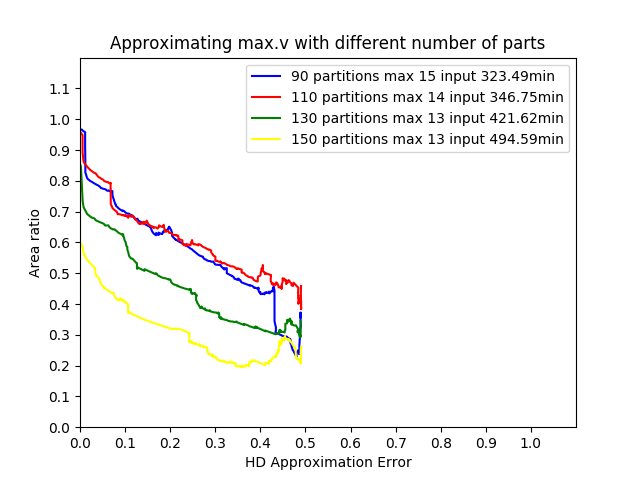 Approximating max.v with different number of parts
90 partitions max 15 input 323.49min
110 partitions max 14 input 346.75min
130 partitions max 13 input 421.62min
150 partitions max 13 input 494.59min
1.1
1.0
0.9
0.8
0.7
0.6
0.5
0.4
0.3
0.2
0.1
0.0
Area ratio
0.0 0.1 0.2 0.3 0.4 0.5 0.6 0.7 0.8 0.9 1.0
HD Approximation Error